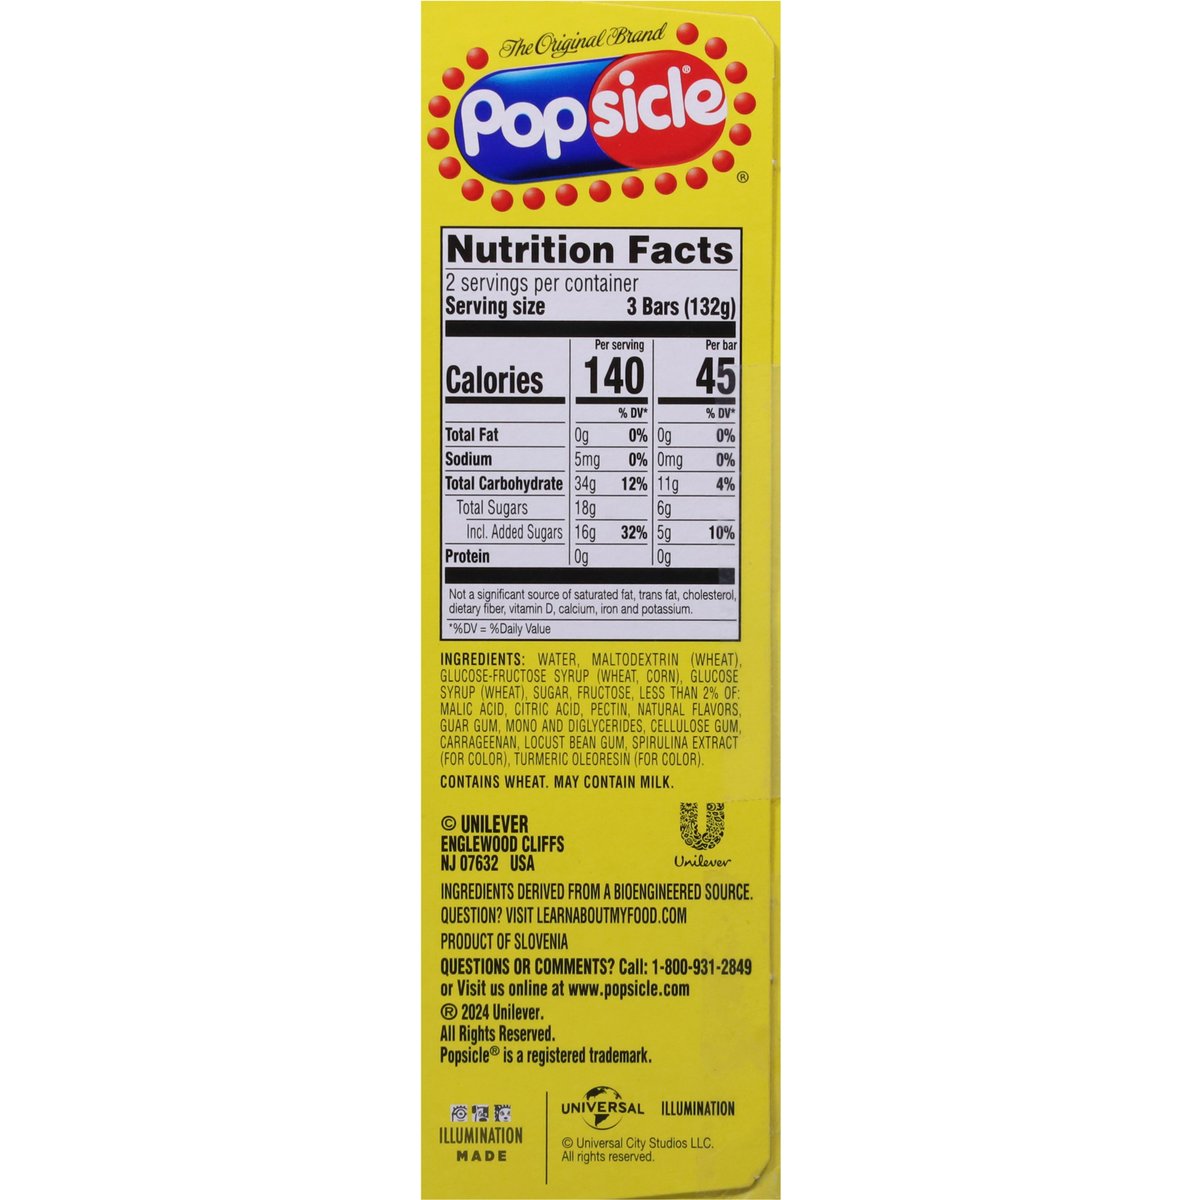 The Original Brand
Popsicle®
®
Nutrition Facts
2 servings per container
Serving size 3 Bars (132g)
Per serving Per bar
Calories 140 45
% DV* % DV*
Total Fat 0g 0% 0g 0%
Sodium 5mg 0% 0mg 0%
Total Carbohydrate 34g 12% 11g 4%
Total Sugars 18g 6g
Incl. Added Sugars 16g 32% 5g 10%
Protein 0g 0g
Not a significant source of saturated fat, trans fat, cholesterol,
dietary fiber, vitamin D, calcium, iron and potassium.
*%DV = %Daily Value
INGREDIENTS: WATER, MALTODEXTRIN (WHEAT),
GLUCOSE-FRUCTOSE SYRUP (WHEAT, CORN), GLUCOSE
SYRUP (WHEAT), SUGAR, FRUCTOSE, LESS THAN 2% OF:
MALIC ACID, CITRIC ACID, PECTIN, NATURAL FLAVORS,
GUAR GUM, MONO AND DIGLYCERIDES, CELLULOSE GUM,
CARRAGEENAN, LOCUST BEAN GUM, SPIRULINA EXTRACT
(FOR COLOR), TURMERIC OLEORESIN (FOR COLOR).
CONTAINS WHEAT. MAY CONTAIN MILK.
© UNILEVER
ENGLEWOOD CLIFFS
NJ 07632 USA
Unilever
INGREDIENTS DERIVED FROM A BIOENGINEERED SOURCE.
QUESTION? VISIT LEARNABOUTMYFOOD.COM
PRODUCT OF SLOVENIA
QUESTIONS OR COMMENTS? Call: 1-800-931-2849
or Visit us online at www.popsicle.com
® 2024 Unilever.
All Rights Reserved.
Popsicle® is a registered trademark.
ILLUMINATION
MADE
UNIVERSAL ILLUMINATION
© Universal City Studios LLC.
All rights reserved.